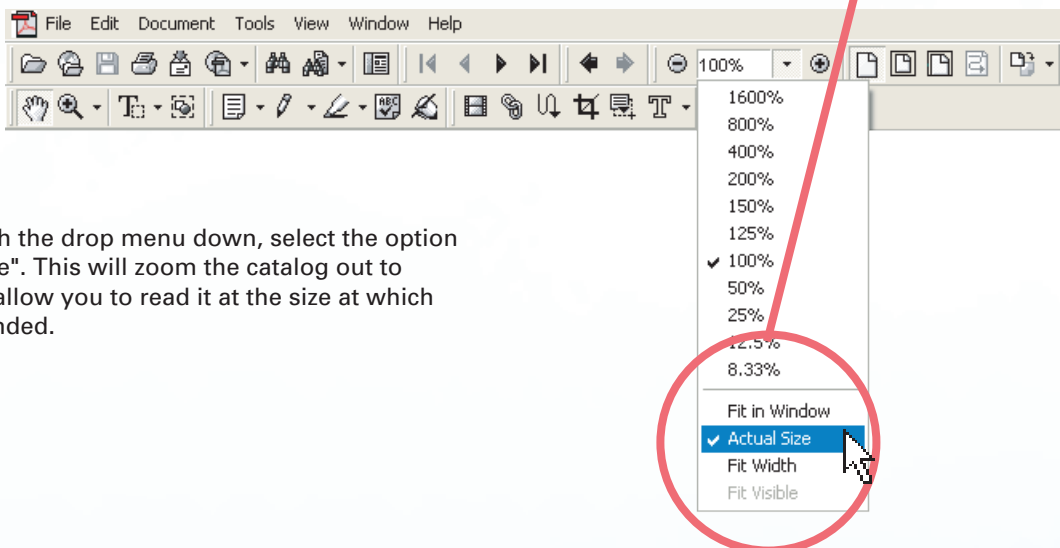 File Edit Document Tools View Window Help
100%
1600%
800%
400%
200%
150%
125%
100%
50%
25%
12.5%
8.33%
Fit in Window
Actual Size
Fit Width
Fit Visible
the drop menu down, select the option
e". This will zoom the catalog out to
allow you to read it at the size at which
nded.